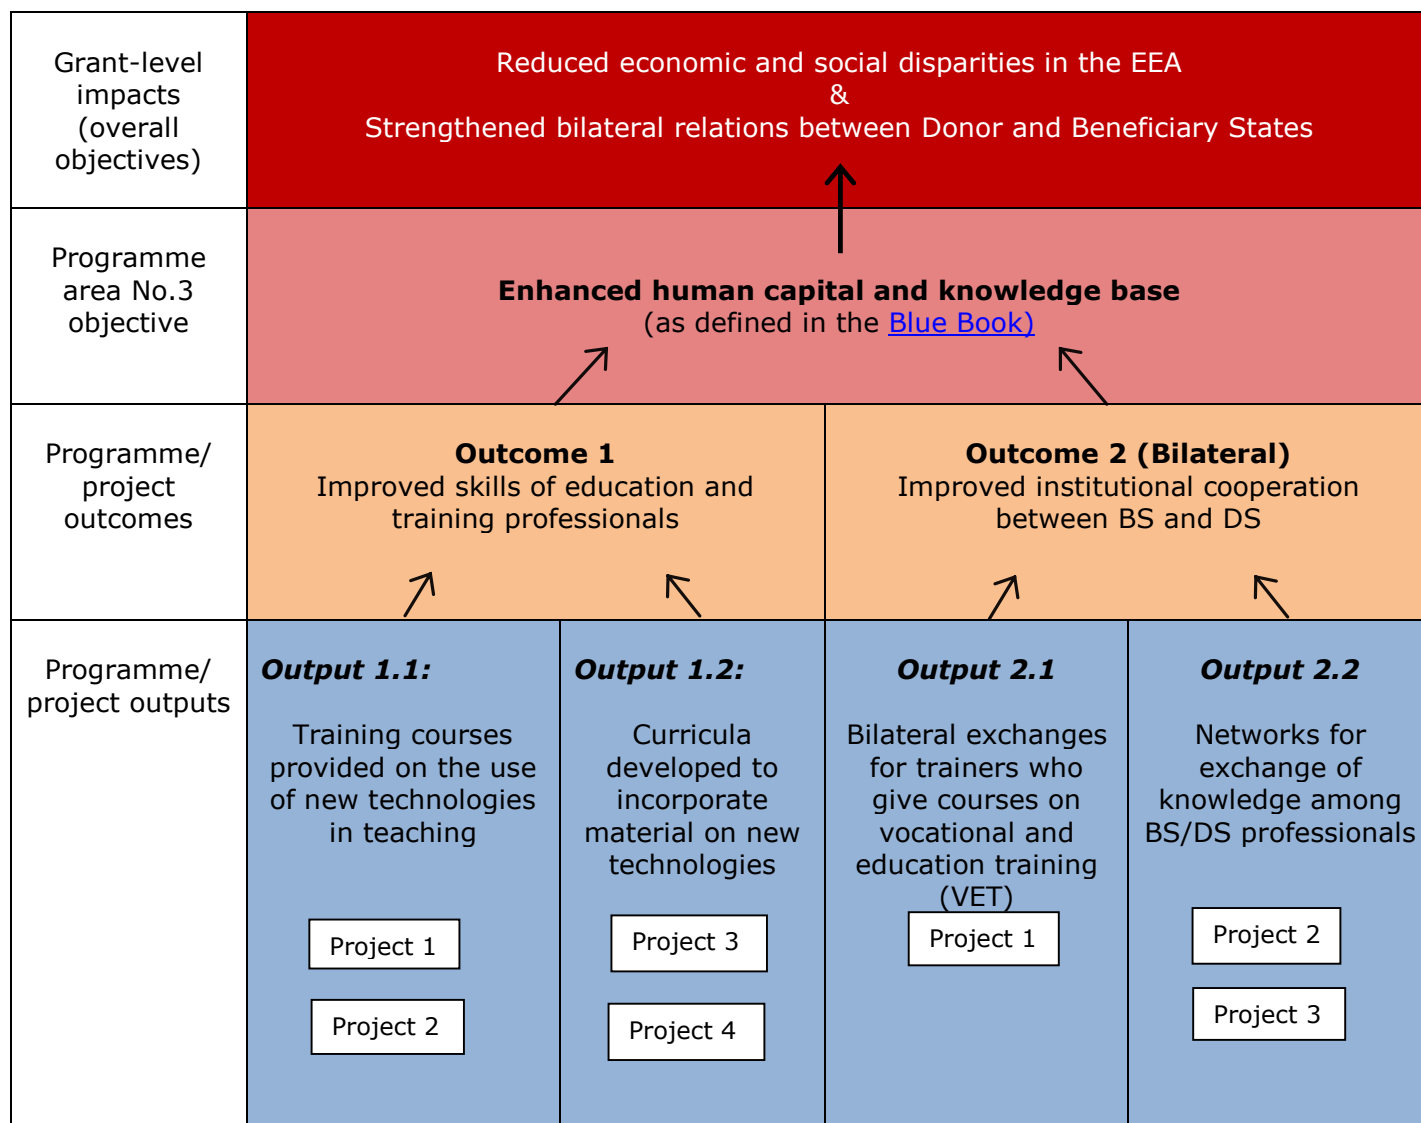 Grant-level
impacts
(overall
objectives)
Reduced economic and social disparities in the EEA
&
Strengthened bilateral relations between Donor and Beneficiary States
Programme
area No.3
objective
Enhanced human capital and knowledge base
(as defined in the Blue Book)
Programme/
project
outcomes
Outcome 1
Improved skills of education and
training professionals
Outcome 2 (Bilateral)
Improved institutional cooperation
between BS and DS
Programme/
project outputs
Output 1.1:
Training courses
provided on the use
of new technologies
in teaching
Project 1
Project 2
Output 1.2:
Curricula
developed to
incorporate
material on new
technologies
Project 3
Project 4
Output 2.1
Bilateral exchanges
for trainers who
give courses on
vocational and
education training
(VET)
Project 1
Output 2.2
Networks for
exchange of
knowledge among
BS/DS professionals
Project 2
Project 3